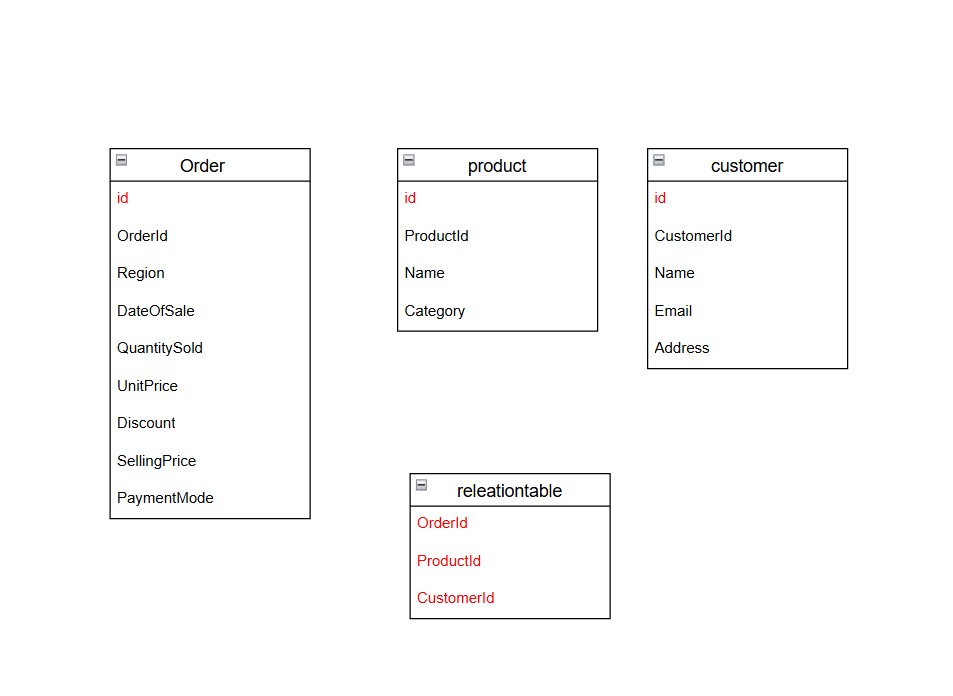 Order
id
OrderId
Region
DateOfSale
QuantitySold
UnitPrice
Discount
SellingPrice
PaymentMode
product
id
ProductId
Name
Category
customer
id
CustomerId
Name
Email
Address
releationtable
OrderId
ProductId
CustomerId